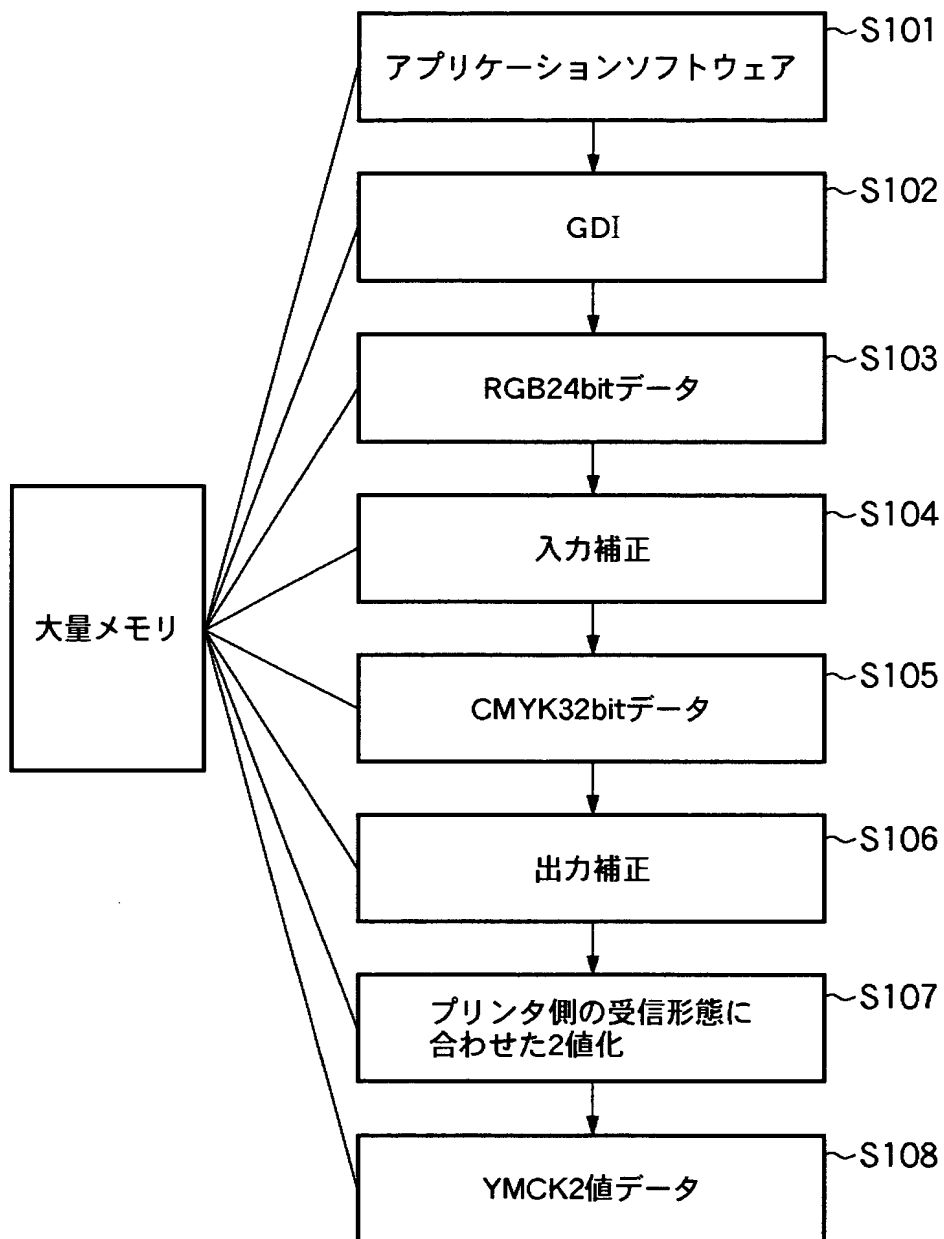 アプリケーションソフトウェア
S101
GDI
S102
RGB24bitデータ
S103
入力補正
S104
大量メモリ
CMYK32bitデータ
S105
出力補正
S106
プリンタ側の受信形態に
合わせた2値化
S107
YMCK2値データ
S108